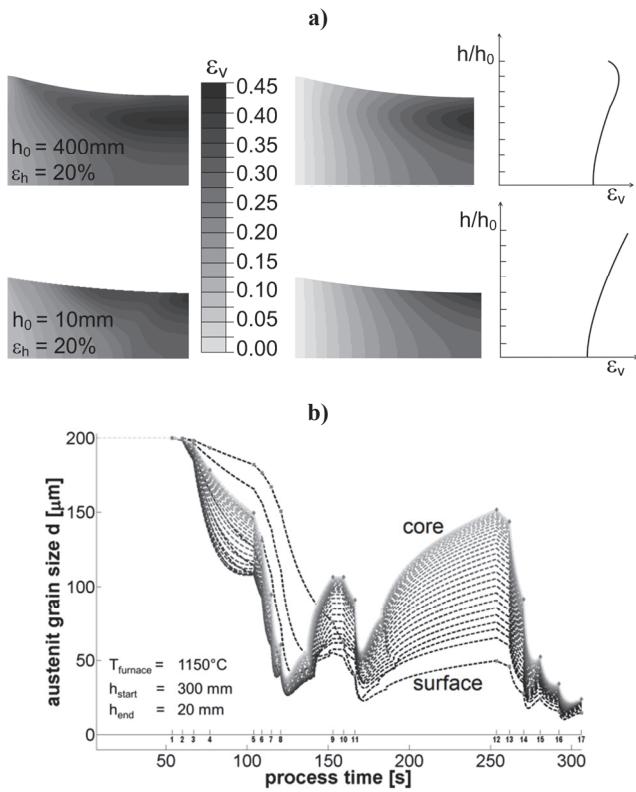 a)
h₀ = 400mm
εₕ = 20%
εᵥ
0.45
0.40
0.35
0.30
0.25
0.20
0.15
0.10
0.05
0.00
h/h₀
εᵥ
h₀ = 10mm
εₕ = 20%
h/h₀
εᵥ
b)
austenit grain size d [µm]
200
150
100
50
0
core
surface
T_furnace = 1150°C
h_start = 300 mm
h_end = 20 mm
1 2 3 4 5 6 7 8 9 10 11 12 13 14 15 16 17
50 100 150 200 250 300
process time [s]